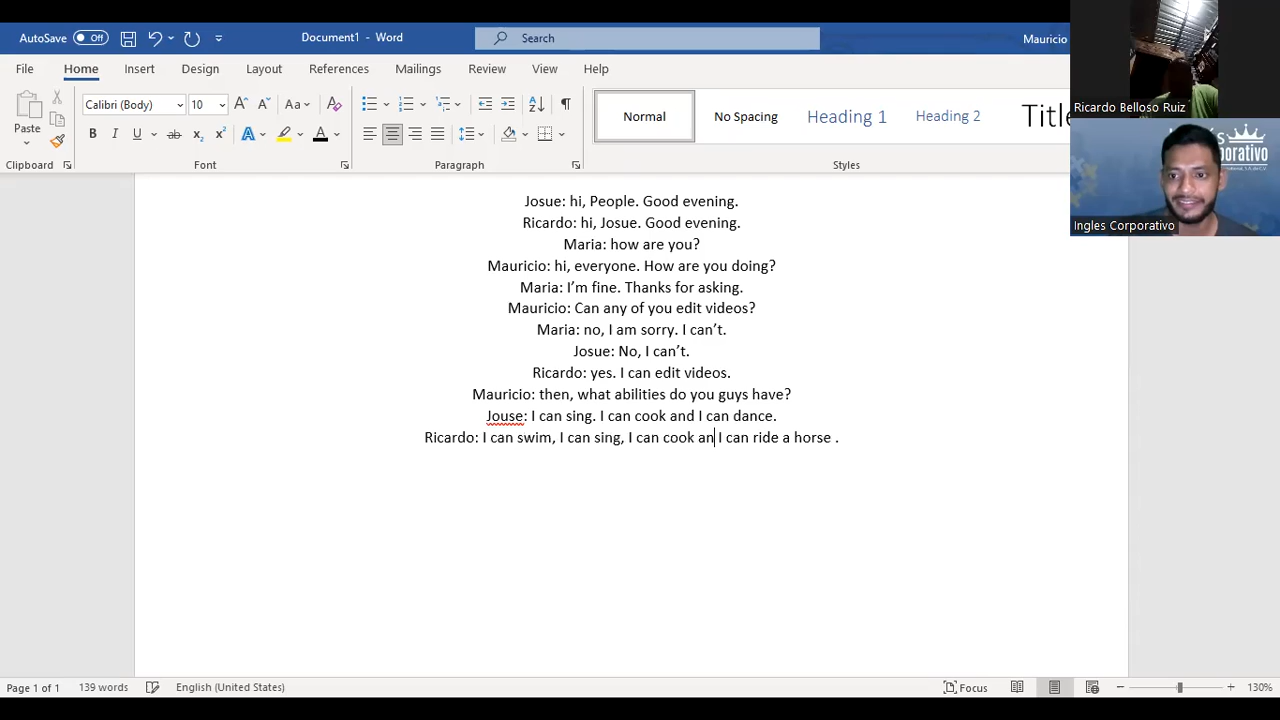 AutoSave Off Document1 - Word Search Mauricio
File Home Insert Design Layout References Mailings Review View Help
Paste Calibri (Body) 10 Aa Normal No Spacing Heading 1 Heading 2 Title
Clipboard Font Paragraph Styles
Ricardo Belloso Ruiz
Ingles Corporativo
Josue: hi, People. Good evening.
Ricardo: hi, Josue. Good evening.
Maria: how are you?
Mauricio: hi, everyone. How are you doing?
Maria: I’m fine. Thanks for asking.
Mauricio: Can any of you edit videos?
Maria: no, I am sorry. I can’t.
Josue: No, I can’t.
Ricardo: yes. I can edit videos.
Mauricio: then, what abilities do you guys have?
Jouse: I can sing. I can cook and I can dance.
Ricardo: I can swim, I can sing, I can cook an I can ride a horse .
Page 1 of 1 139 words English (United States) Focus 130%